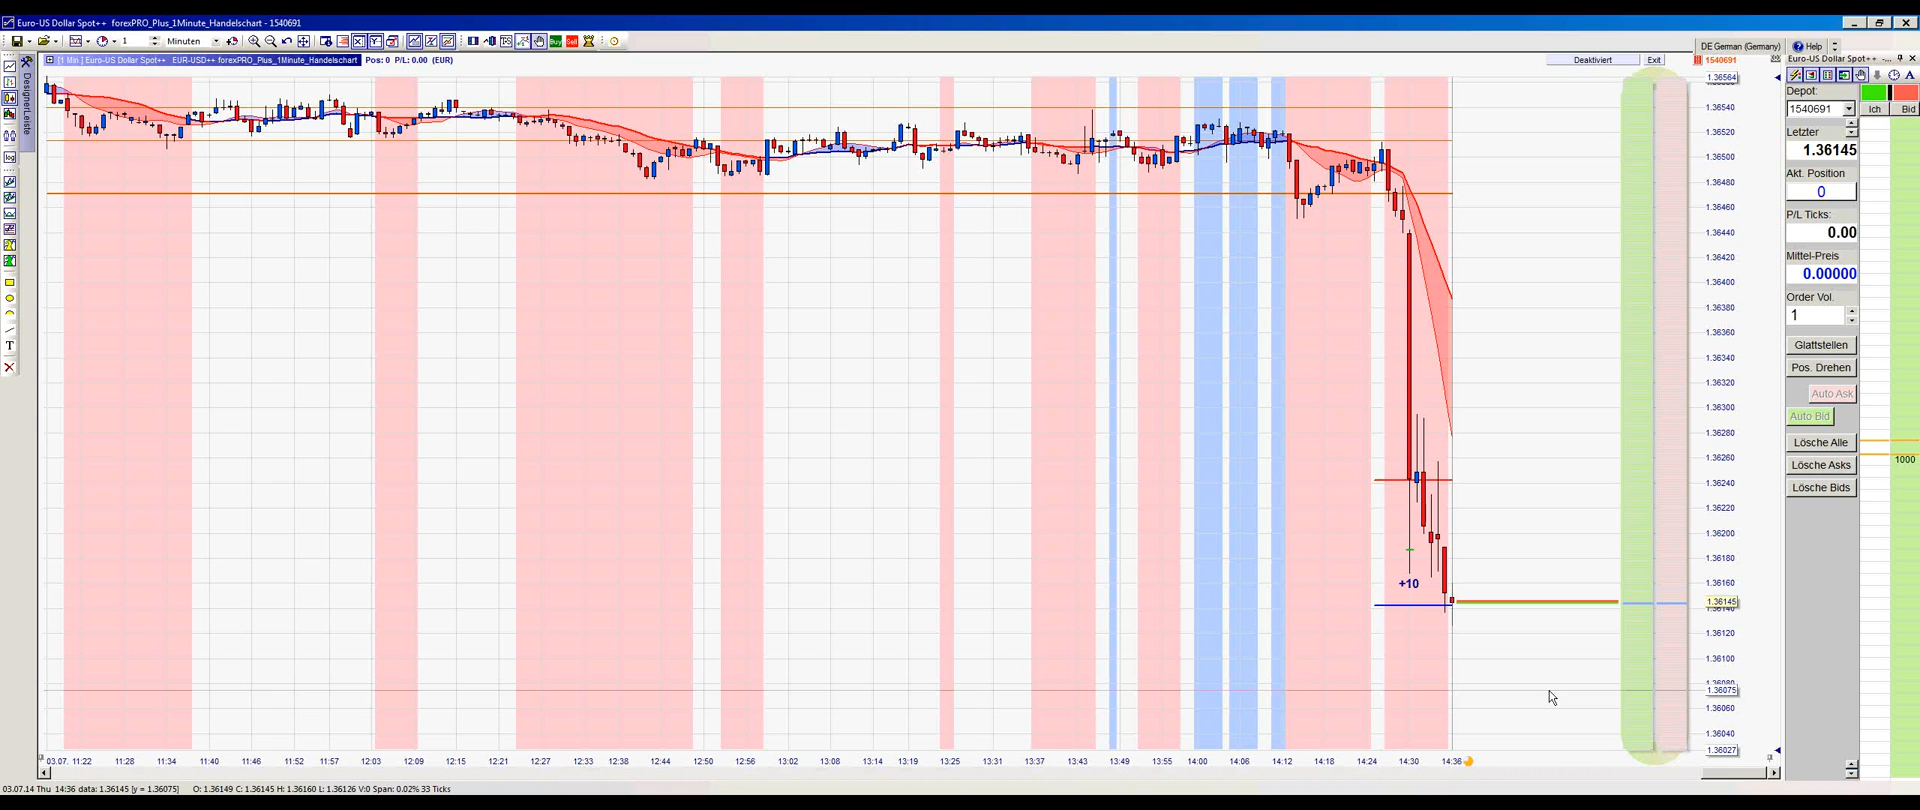 Euro-US Dollar Spot++ forexPRO_Plus_1Minute_Handelschart - 1540691
1 Minuten
Buy Sell
DE German (Germany) Help
[1 Min ] Euro-US Dollar Spot++ EUR-USD++ forexPRO_Plus_1Minute_Handelschart Pos: 0 P/L: 0.00 (EUR)
Deaktiviert Exit
1540691
DesignerLeiste
log
T
1.36564
1.36540
1.36520
1.36500
1.36480
1.36460
1.36440
1.36420
1.36400
1.36380
1.36360
1.36340
1.36320
1.36300
1.36280
1.36260
1.36240
1.36220
1.36200
1.36180
1.36160
1.36145
1.36140
1.36120
1.36100
1.36080
1.36075
1.36060
1.36040
1.36027
+10
03.07. 11:22 11:28 11:34 11:40 11:46 11:52 11:57 12:03 12:09 12:15 12:21 12:27 12:33 12:38 12:44 12:50 12:56 13:02 13:08 13:14 13:19 13:25 13:31 13:37 13:43 13:49 13:55 14:00 14:06 14:12 14:18 14:24 14:30 14:36
03.07.14 Thu 14:36 data: 1.36145 [y = 1.36075] O: 1.36149 C: 1.36145 H: 1.36160 L: 1.36126 V:0 Span: 0.02% 33 Ticks
Euro-US Dollar Spot++ ...
A
Depot:
1540691
Letzter
1.36145
Akt. Position
0
P/L Ticks:
0.00
Mittel-Preis
0.00000
Order Vol.
1
Glattstellen
Pos. Drehen
Auto Ask
Auto Bid
Lösche Alle
Lösche Asks
Lösche Bids
Ich Bid
1000